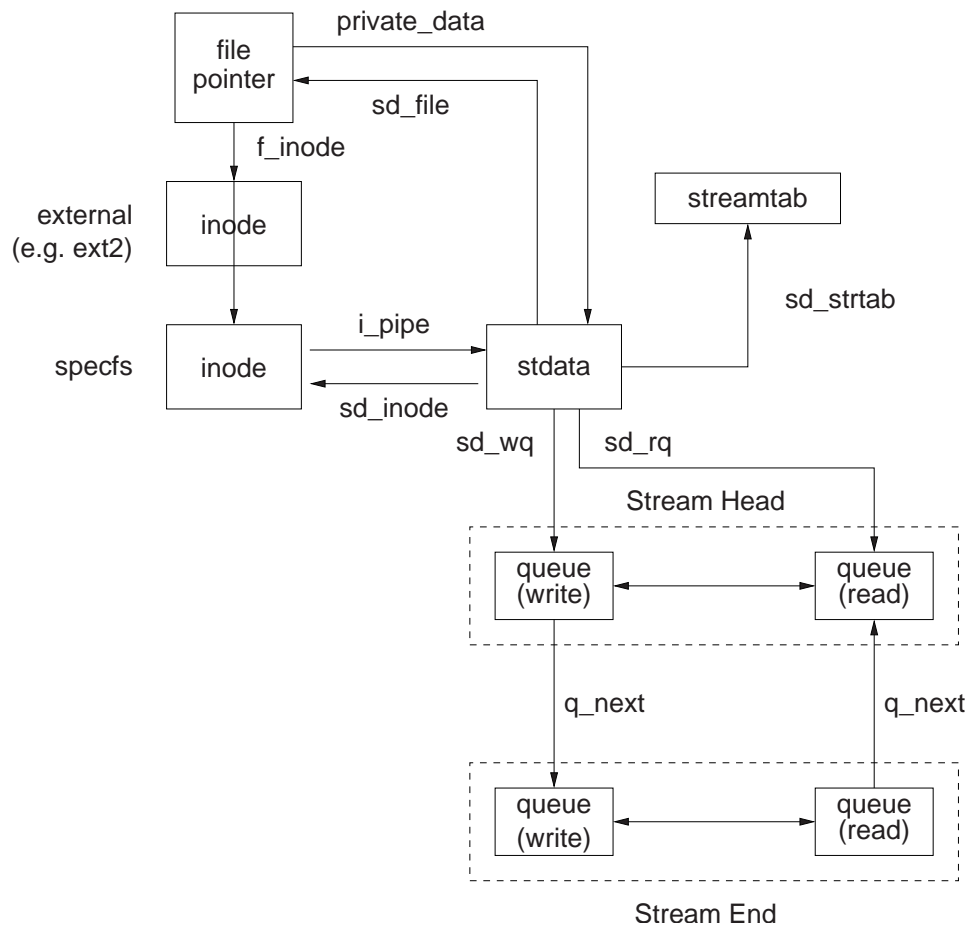 private_data
file
pointer
sd_file
f_inode
external
(e.g. ext2)
inode
streamtab
sd_strtab
i_pipe
specfs
inode
stdata
sd_inode
sd_wq
sd_rq
Stream Head
queue
(write)
queue
(read)
q_next
q_next
queue
(write)
queue
(read)
Stream End